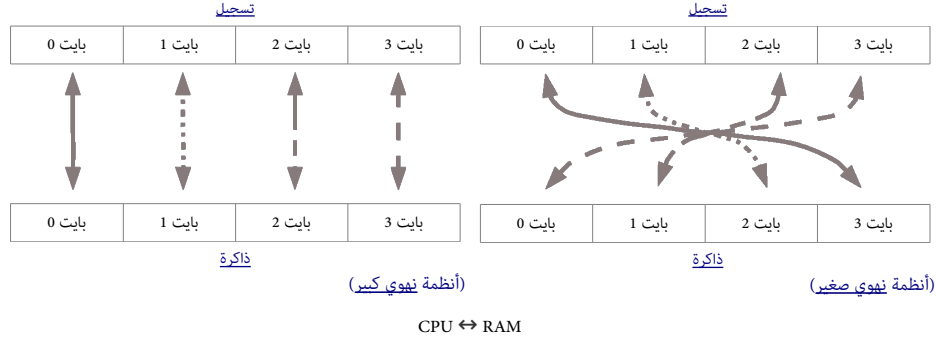 تسجيل
بايت 0 بايت 1 بايت 2 بايت 3
بايت 0 بايت 1 بايت 2 بايت 3
ذاكرة
(أنظمة نهوي كبير)
تسجيل
بايت 0 بايت 1 بايت 2 بايت 3
بايت 0 بايت 1 بايت 2 بايت 3
ذاكرة
(أنظمة نهوي صغير)
CPU ↔ RAM